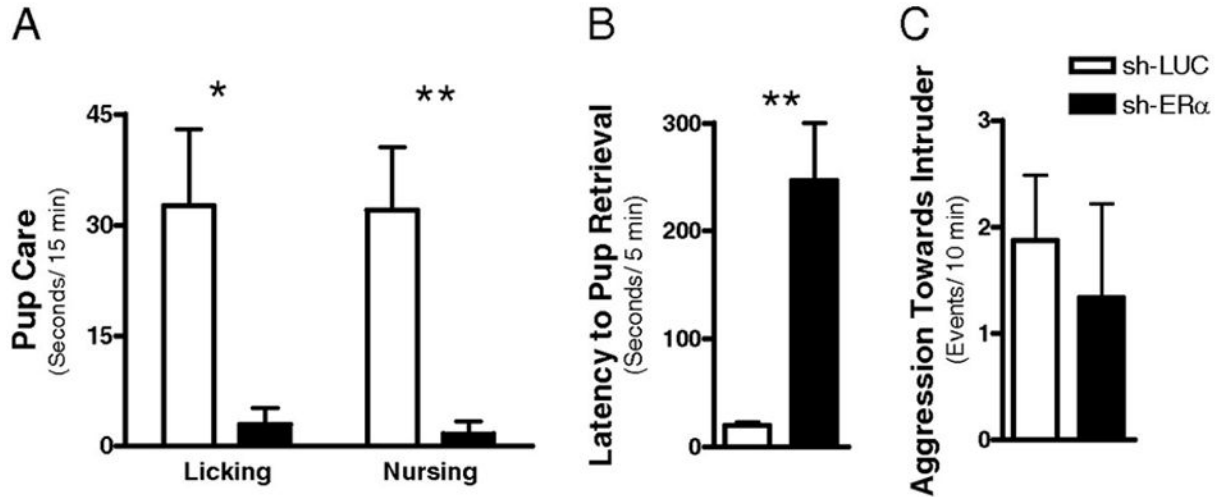 A
Pup Care
(Seconds/ 15 min)
45
30
15
0
*
**
Licking
Nursing
B
Latency to Pup Retrieval
(Seconds/ 5 min)
300
200
100
0
**
C
sh-LUC
sh-ERα
Aggression Towards Intruder
(Events/ 10 min)
3
2
1
0